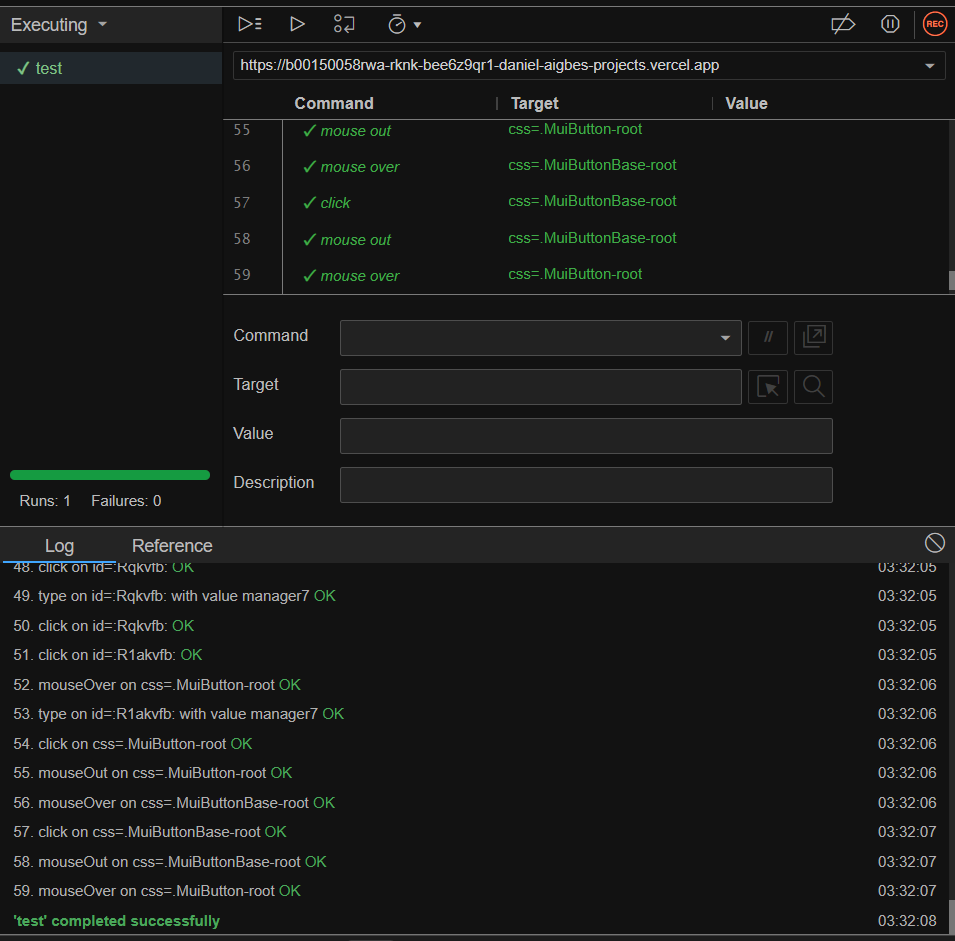 Executing
REC
✓ test
https://b00150058rwa-rknk-bee6z9qr1-daniel-aigbes-projects.vercel.app
Command Target Value
55 ✓ mouse out css=.MuiButton-root
56 ✓ mouse over css=.MuiButtonBase-root
57 ✓ click css=.MuiButtonBase-root
58 ✓ mouse out css=.MuiButtonBase-root
59 ✓ mouse over css=.MuiButton-root
Command //
Target
Value
Description
Runs: 1 Failures: 0
Log Reference
48. click on id=:Rqkvfb: OK 03:32:05
49. type on id=:Rqkvfb: with value manager7 OK 03:32:05
50. click on id=:Rqkvfb: OK 03:32:05
51. click on id=:R1akvfb: OK 03:32:05
52. mouseOver on css=.MuiButton-root OK 03:32:06
53. type on id=:R1akvfb: with value manager7 OK 03:32:06
54. click on css=.MuiButton-root OK 03:32:06
55. mouseOut on css=.MuiButton-root OK 03:32:06
56. mouseOver on css=.MuiButtonBase-root OK 03:32:06
57. click on css=.MuiButtonBase-root OK 03:32:07
58. mouseOut on css=.MuiButtonBase-root OK 03:32:07
59. mouseOver on css=.MuiButton-root OK 03:32:07
'test' completed successfully 03:32:08